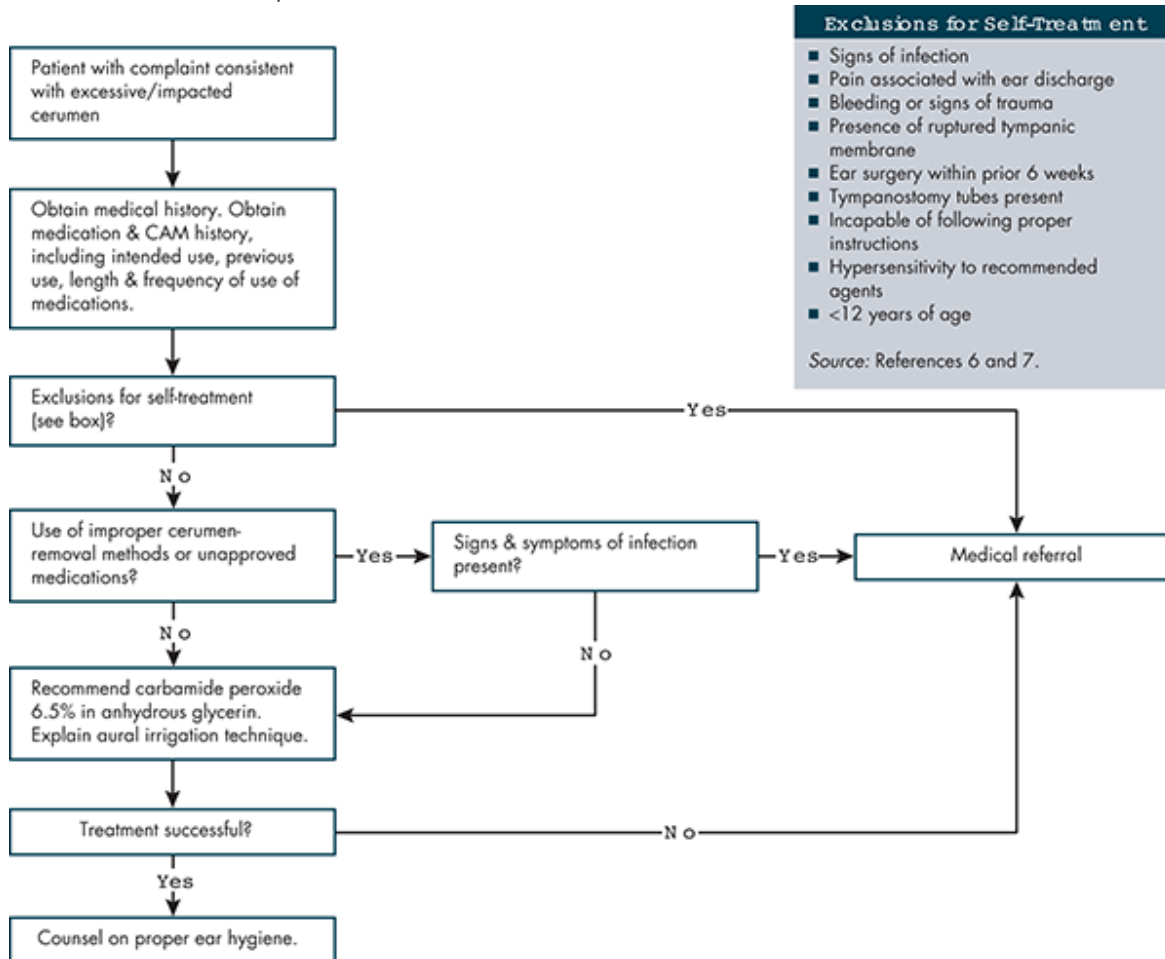 Exclusions for Self-Treatment
■ Signs of infection
■ Pain associated with ear discharge
■ Bleeding or signs of trauma
■ Presence of ruptured tympanic
membrane
■ Ear surgery within prior 6 weeks
■ Tympanostomy tubes present
■ Incapable of following proper
instructions
■ Hypersensitivity to recommended
agents
■ <12 years of age
Source: References 6 and 7.
Patient with complaint consistent
with excessive/impacted
cerumen
Obtain medical history. Obtain
medication & CAM history,
including intended use, previous
use, length & frequency of use of
medications.
Exclusions for self-treatment
(see box)?
Yes
No
Use of improper cerumen-
removal methods or unapproved
medications?
Yes
Signs & symptoms of infection
present?
Yes
Medical referral
No
No
Recommend carbamide peroxide
6.5% in anhydrous glycerin.
Explain aural irrigation technique.
Treatment successful?
No
Yes
Counsel on proper ear hygiene.